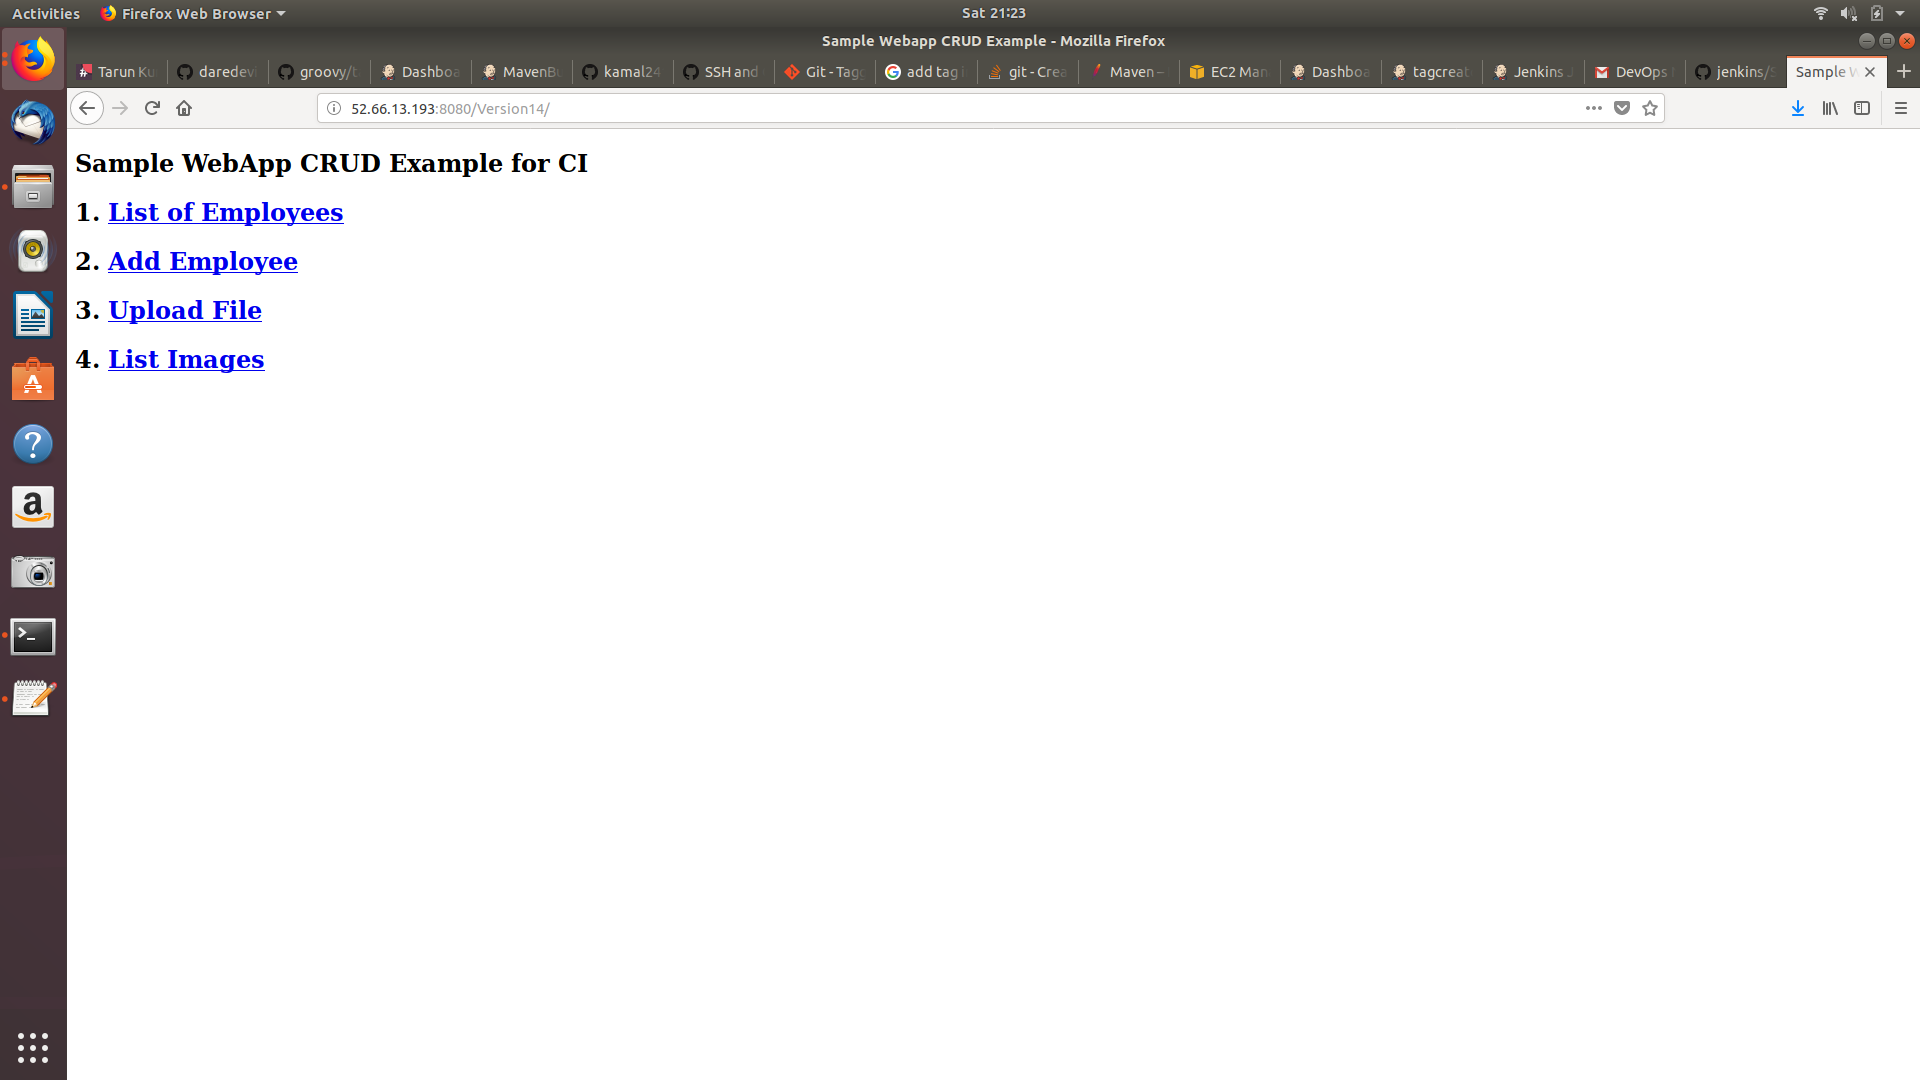 Activities Firefox Web Browser Sat 21:23
Sample Webapp CRUD Example - Mozilla Firefox
Tarun Ku daredevi groovy/t Dashboa MavenBu kamal24 SSH and Git - Tagg add tag i git - Crea Maven – EC2 Man Dashboa tagcreat Jenkins J DevOps jenkins/S Sample W
52.66.13.193:8080/Version14/
Sample WebApp CRUD Example for CI
1. List of Employees
2. Add Employee
3. Upload File
4. List Images